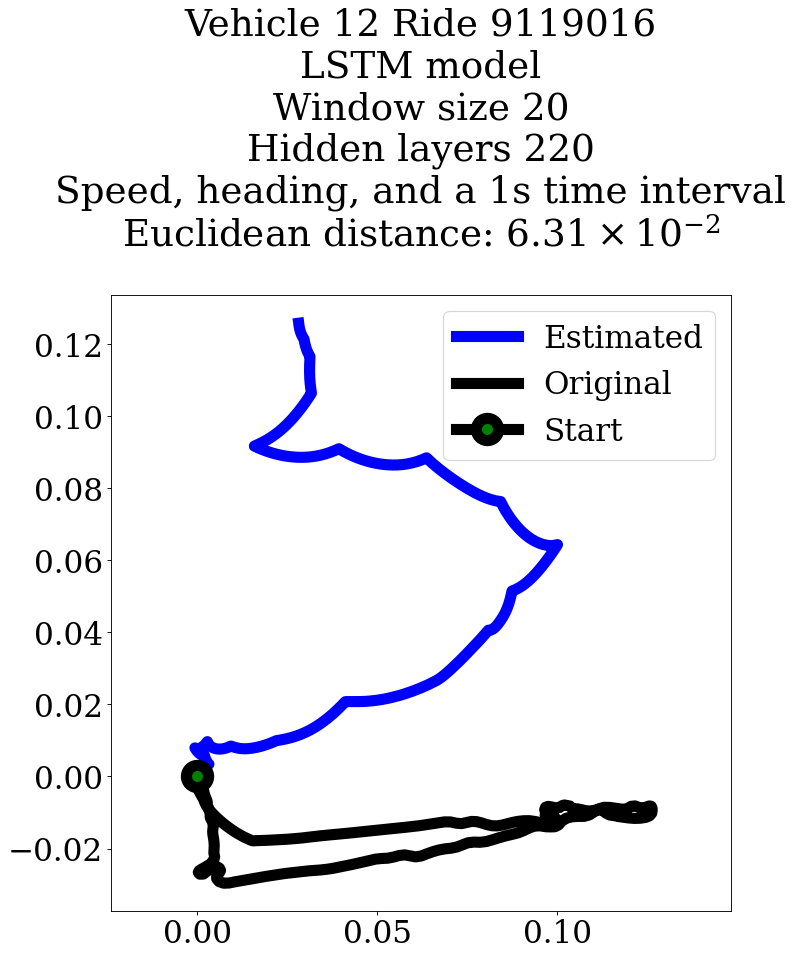 Vehicle 12 Ride 9119016
LSTM model
Window size 20
Hidden layers 220
Speed, heading, and a 1s time interval
Euclidean distance: 6.31 × 10⁻²
Estimated
Original
Start
0.12
0.10
0.08
0.06
0.04
0.02
0.00
−0.02
0.00 0.05 0.10